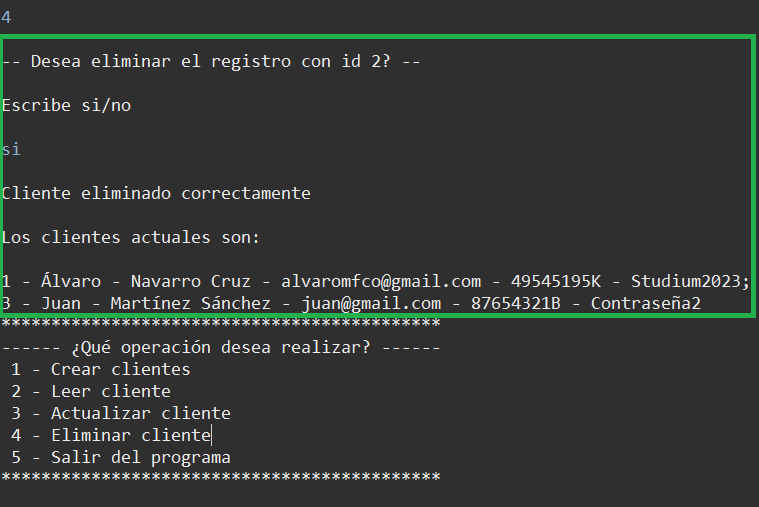 4
-- Desea eliminar el registro con id 2? --
Escribe si/no
si
Cliente eliminado correctamente
Los clientes actuales son:
1 - Álvaro - Navarro Cruz - alvaromfco@gmail.com - 49545195K - Studium2023;
3 - Juan - Martínez Sánchez - juan@gmail.com - 87654321B - Contraseña2
********************************************
------ ¿Qué operación desea realizar? ------
1 - Crear clientes
2 - Leer cliente
3 - Actualizar cliente
4 - Eliminar cliente
5 - Salir del programa
********************************************